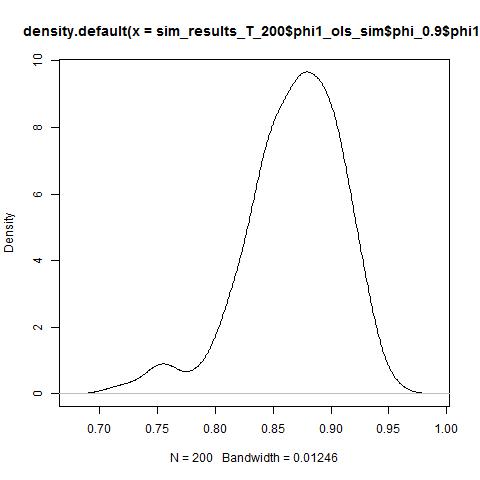 density.default(x = sim_results_T_200$phi1_ols_sim$phi_0.9$phi1
Density
10
8
6
4
2
0
0.70 0.75 0.80 0.85 0.90 0.95 1.00
N = 200 Bandwidth = 0.01246